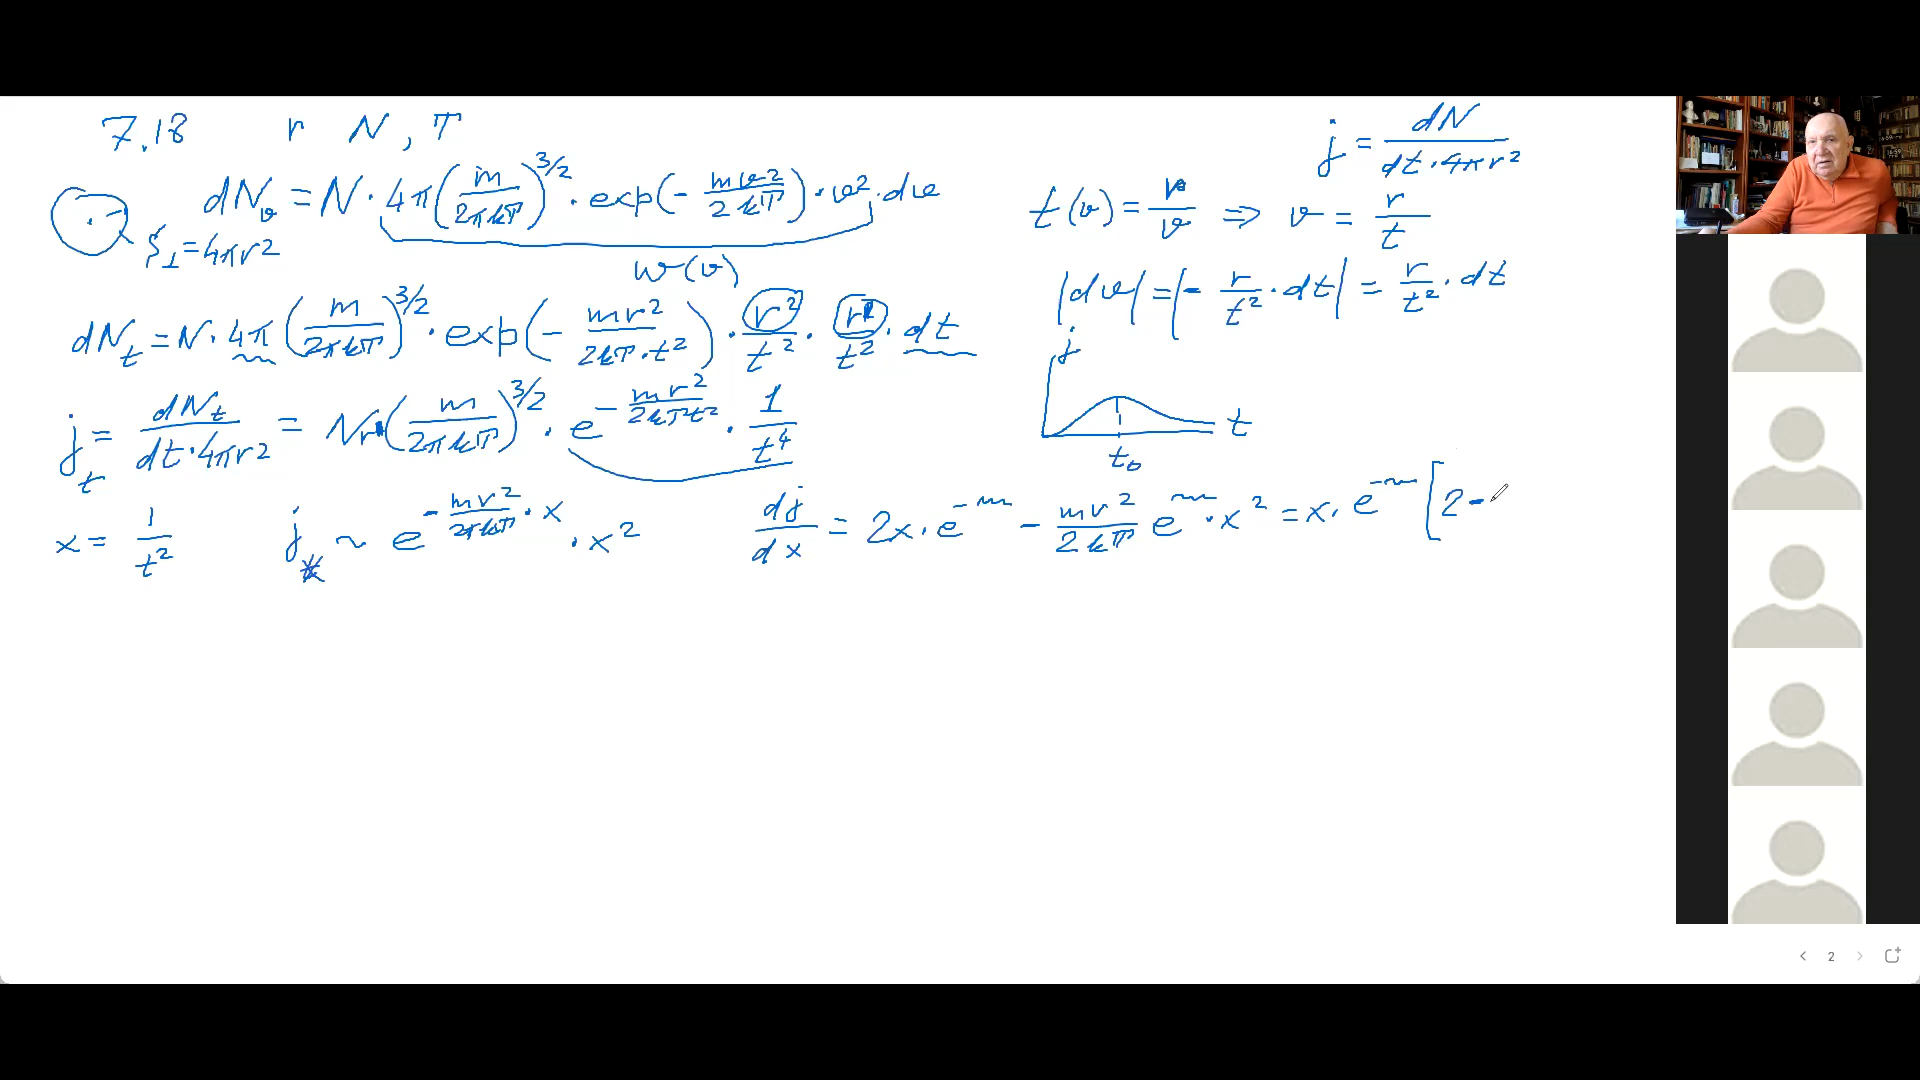 7.18 r N, T
j = dN / (dt · 4πr²)
dN_v = N · 4π (m / 2πkT)^{3/2} · exp(− mv² / 2kT) · v² · dv
t(v) = r / v ⇒ v = r / t
S⊥ = 4πr²
w(v)
|dv| = |− r / t² · dt| = r / t² · dt
dN_t = N · 4π (m / 2πkT)^{3/2} · exp(− mr² / 2kT · t²) · r² / t² · r / t² · dt
j
t
t₀
j_t = dN_t / (dt · 4πr²) = Nr (m / 2πkT)^{3/2} · e^{− mr² / 2kTt²} · 1 / t⁴
x = 1 / t² j ~ e^{− mr² / 2kT · x} · x² dj / dx = 2x · e^{−~} − mr² / 2kT e^{~} · x² = x · e^{−~} [2 −
2